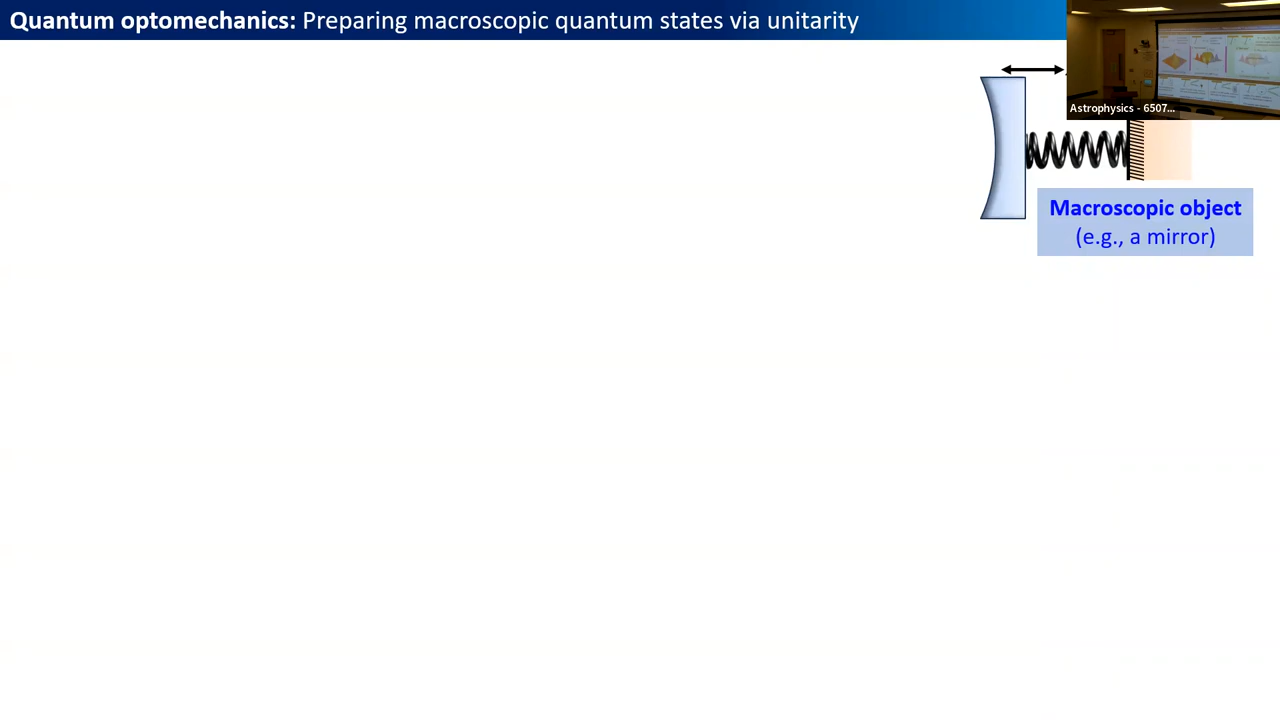 Quantum optomechanics: Preparing macroscopic quantum states via unitarity
Astrophysics - 6507...
Macroscopic object
(e.g., a mirror)